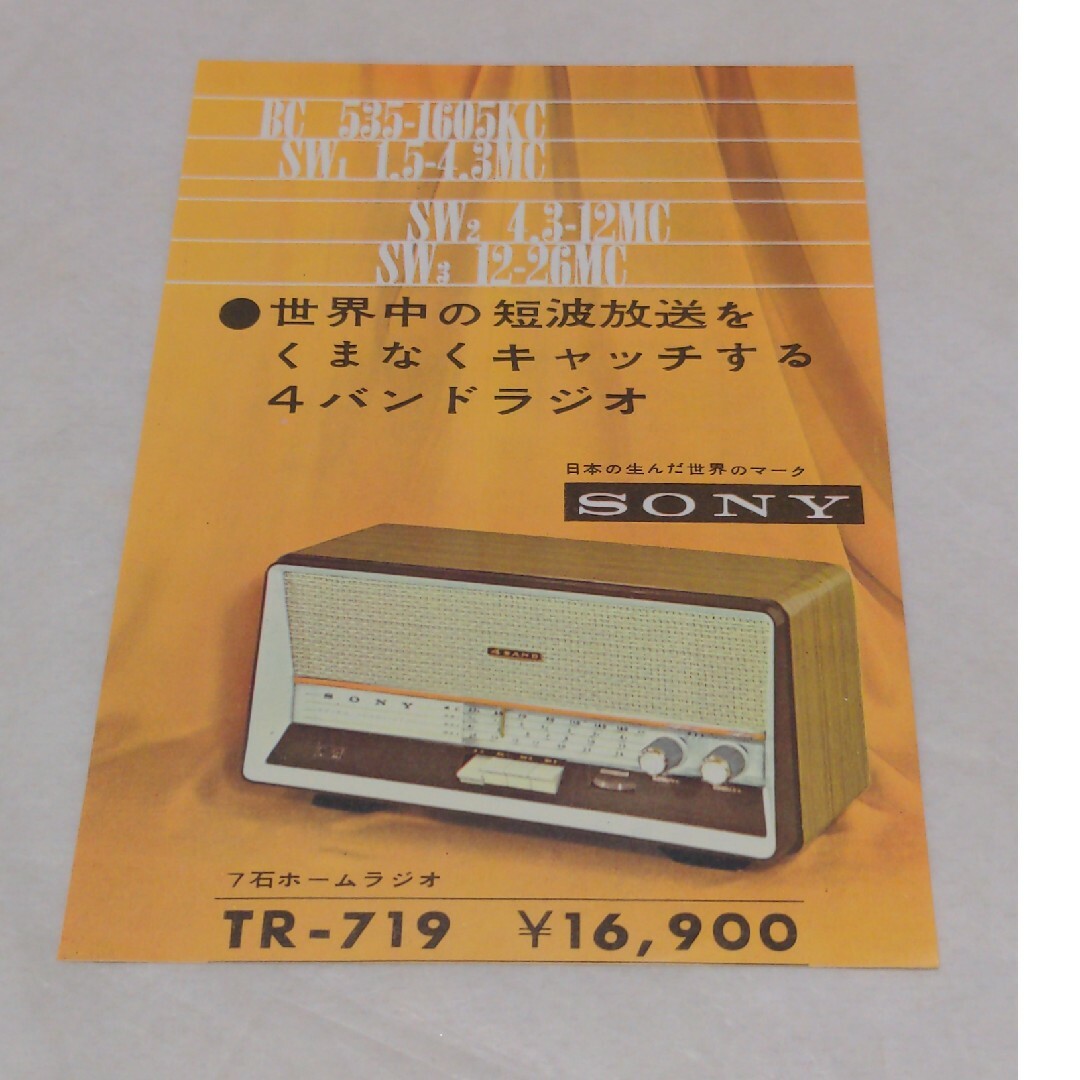 BC 535-1605KC
SW1 1.5-4.3MC
SW2 4.3-12MC
SW3 12-26MC
●世界中の短波放送を
くまなくキャッチする
4バンドラジオ
日本の生んだ世界のマーク
SONY
4 BAND
SONY
7石ホームラジオ
TR-719 ¥16,900